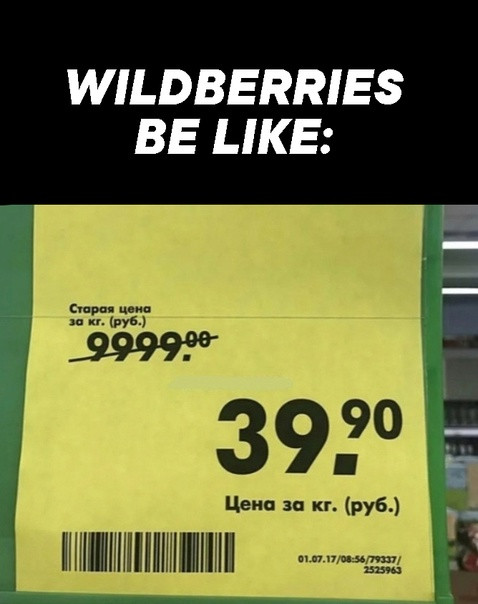 WILDBERRIES
BE LIKE:
Старая цена
за кг. (руб.)
9999.00
39.90
Цена за кг. (руб.)
01.07.17/08:56/79337/
2525963